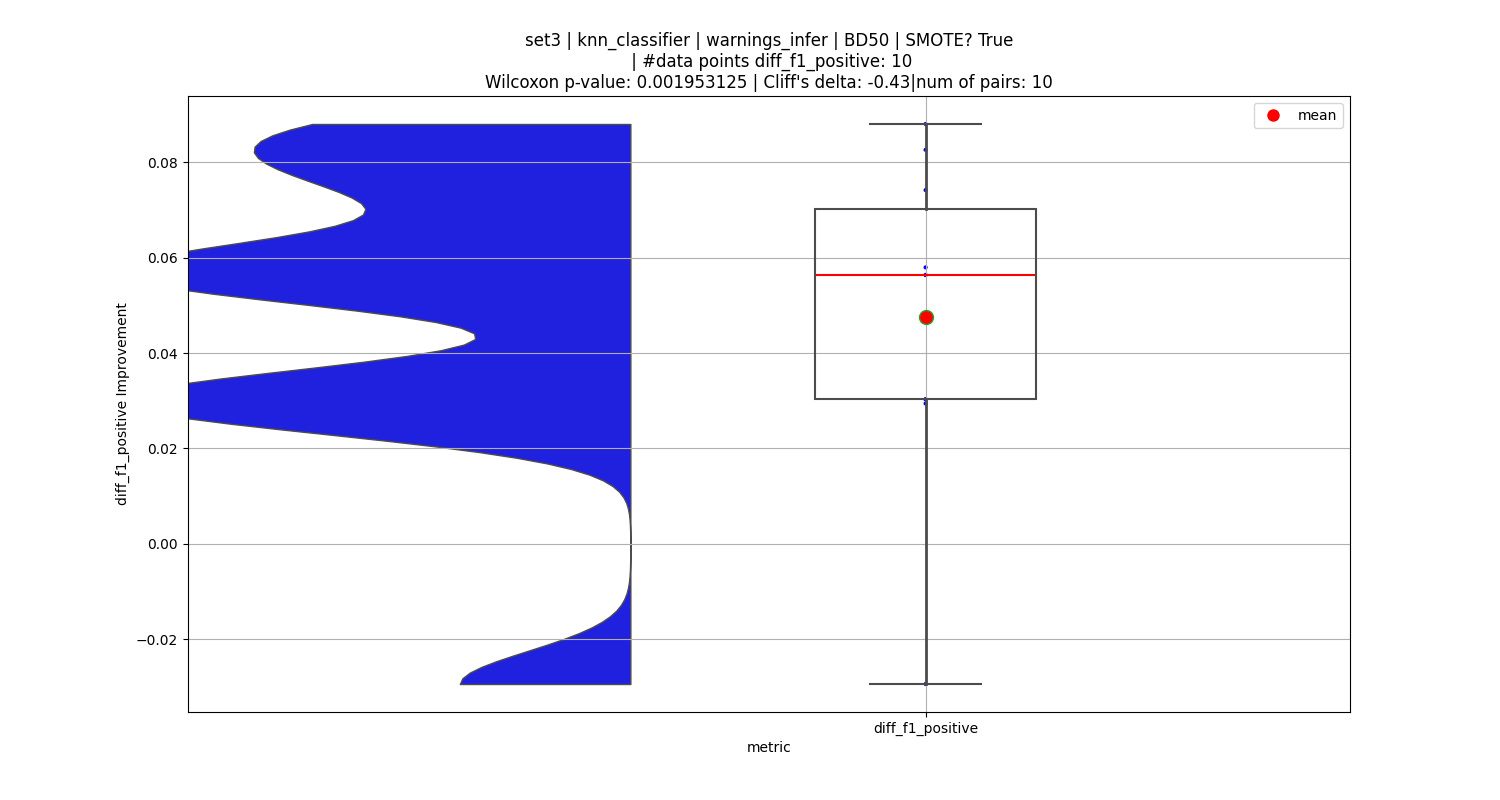 set3 | knn_classifier | warnings_infer | BD50 | SMOTE? True
| #data points diff_f1_positive: 10
Wilcoxon p-value: 0.001953125 | Cliff's delta: -0.43|num of pairs: 10
mean
0.08
0.06
0.04
0.02
0.00
−0.02
diff_f1_positive Improvement
diff_f1_positive
metric